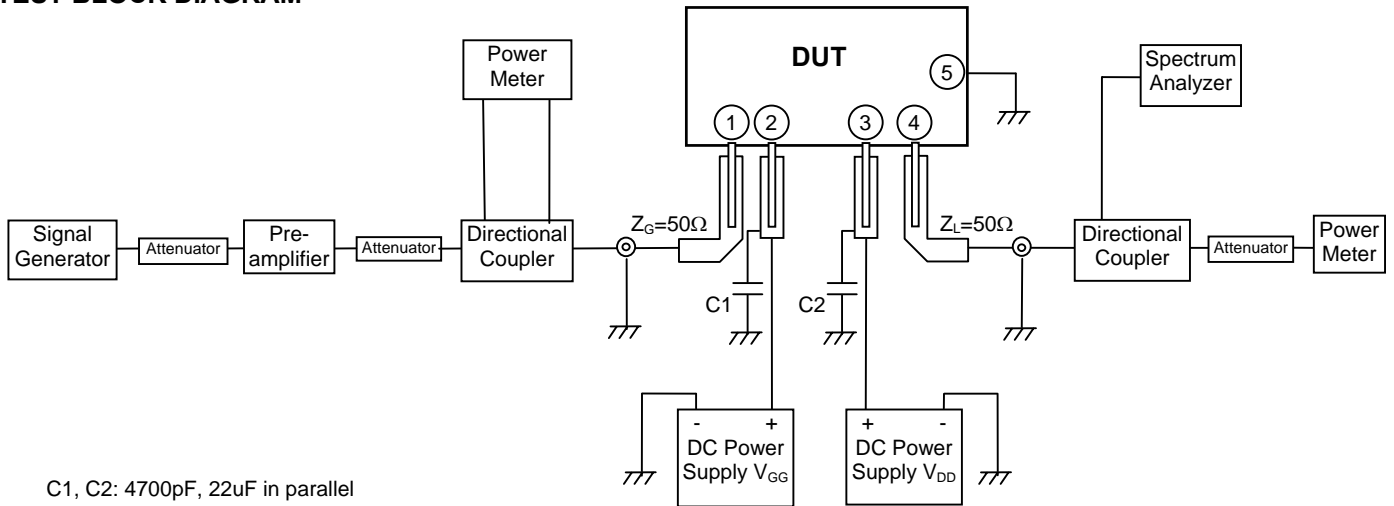 TEST BLOCK DIAGRAM
Power
Meter
DUT
5
Spectrum
Analyzer
1
2
3
4
Signal
Generator
Attenuator
Pre-
amplifier
Attenuator
Directional
Coupler
ZG=50Ω
ZL=50Ω
Directional
Coupler
Attenuator
Power
Meter
C1
C2
- +
DC Power
Supply VGG
+ -
DC Power
Supply VDD
C1, C2: 4700pF, 22uF in parallel